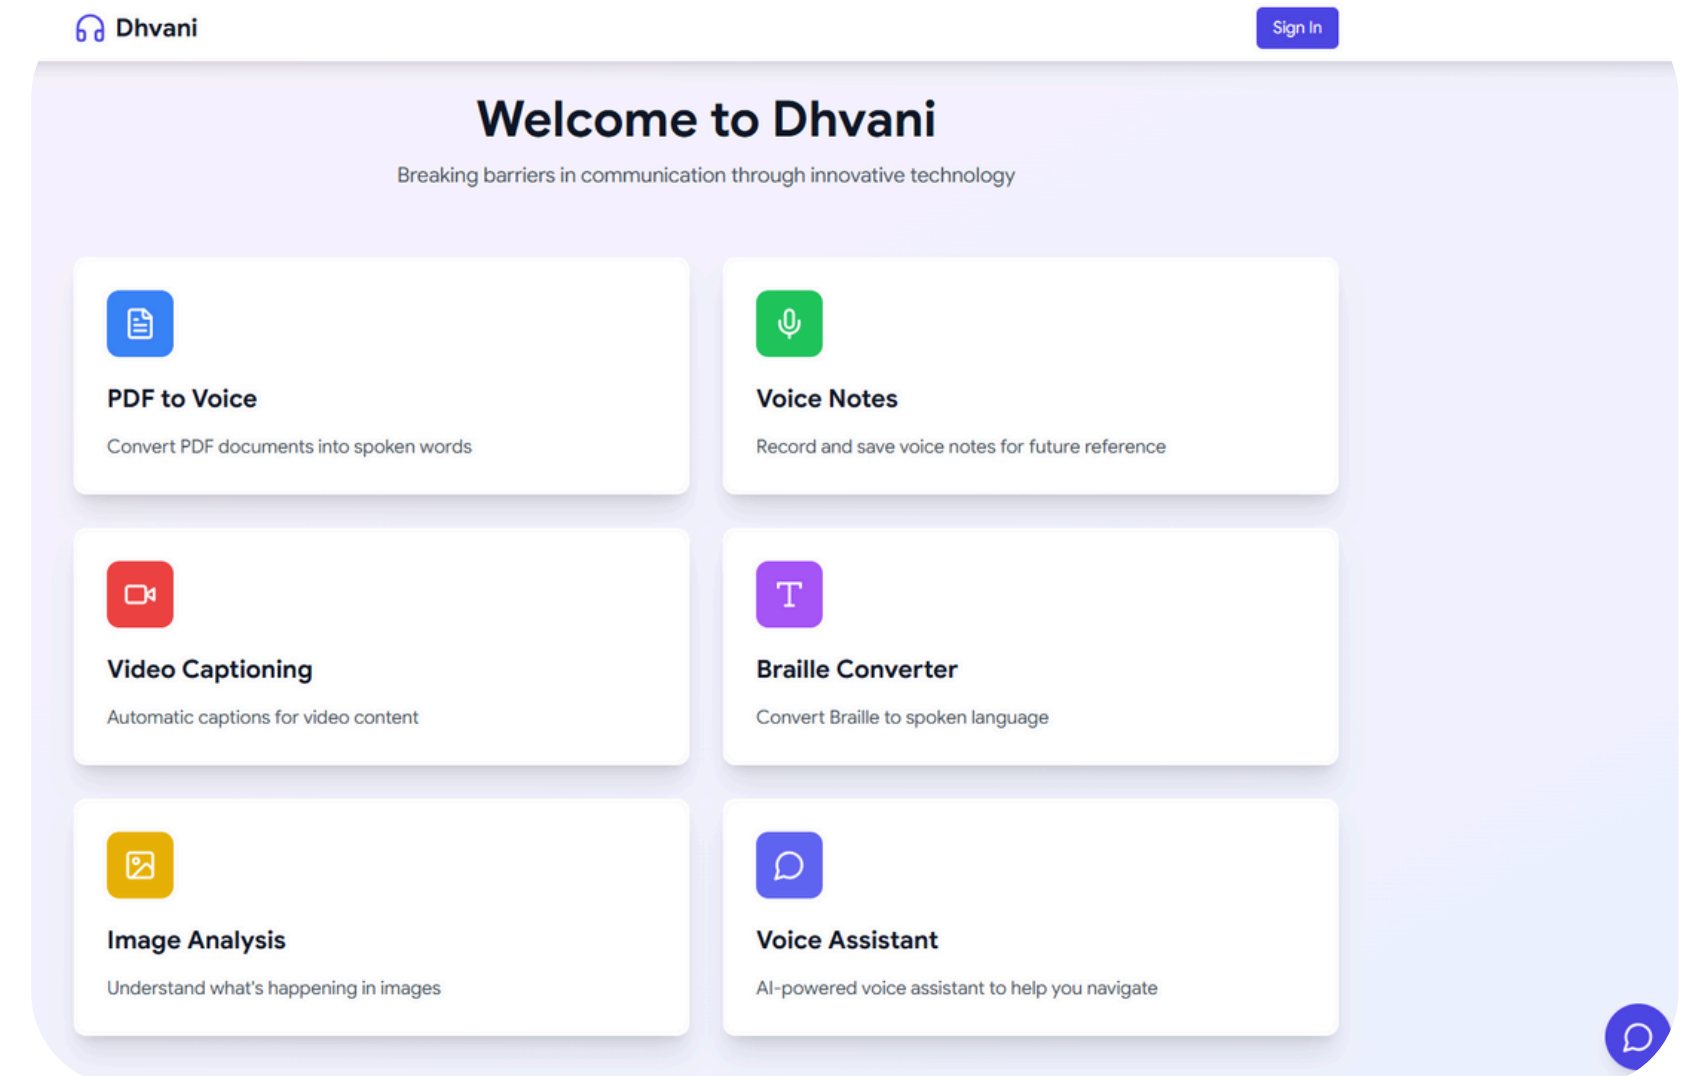 Dhvani
Sign In
Welcome to Dhvani
Breaking barriers in communication through innovative technology
PDF to Voice
Convert PDF documents into spoken words
Voice Notes
Record and save voice notes for future reference
Video Captioning
Automatic captions for video content
T
Braille Converter
Convert Braille to spoken language
Image Analysis
Understand what's happening in images
Voice Assistant
AI-powered voice assistant to help you navigate